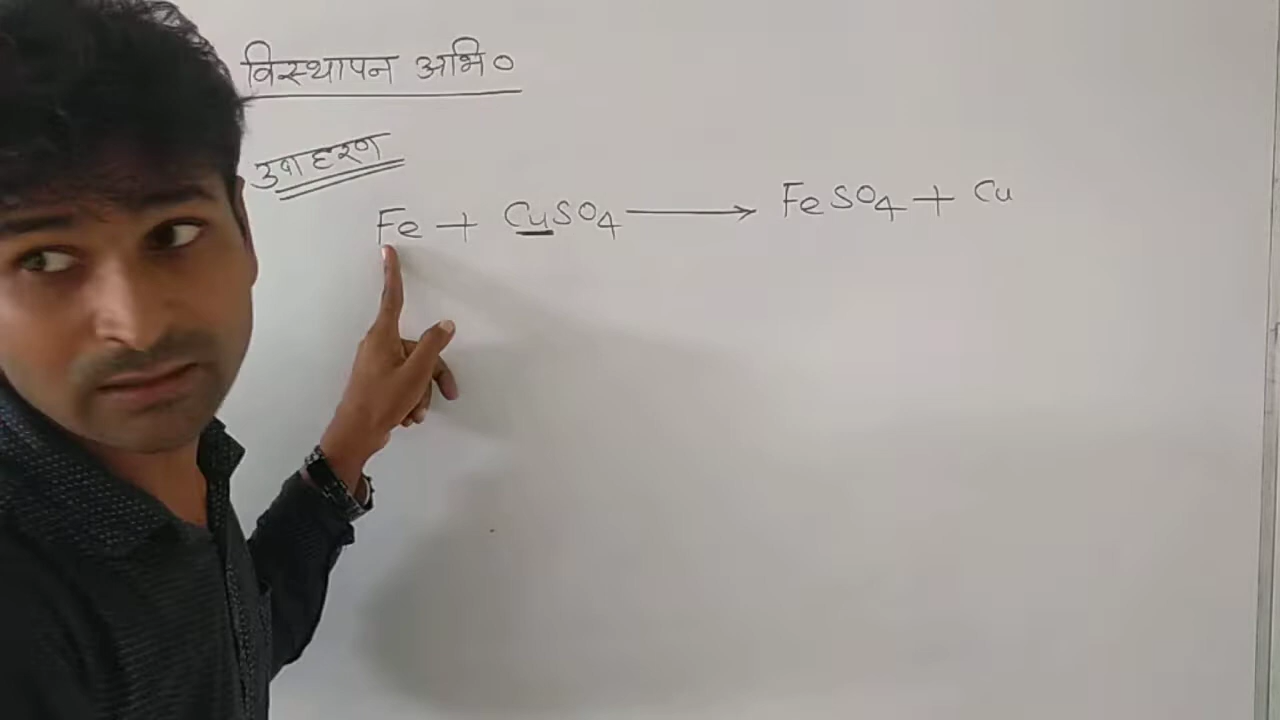 विस्थापन अभि०
उदाहरण
Fe + CuSO4 → FeSO4 + Cu